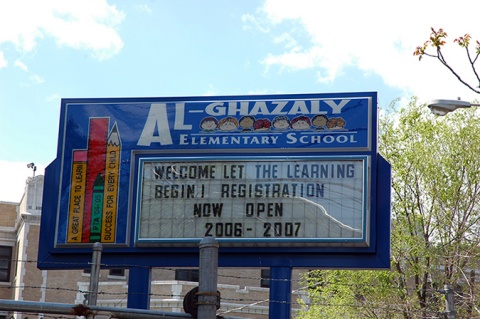 AL-GHAZALY
ELEMENTARY SCHOOL
A GREAT PLACE TO LEARN
SUCCESS FOR EVERY CHILD
WELCOME LET THE LEARNING
BEGIN! REGISTRATION
NOW OPEN
2006-2007